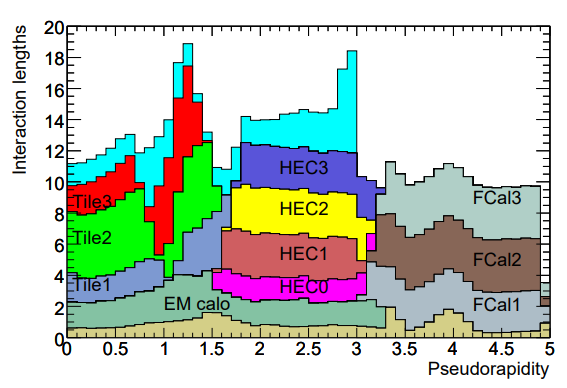 Interaction lengths
20
18
16
14
12
10
8
6
4
2
0
Tile3
Tile2
Tile1
EM calo
HEC3
HEC2
HEC1
HEC0
FCal3
FCal2
FCal1
0 0.5 1 1.5 2 2.5 3 3.5 4 4.5 5
Pseudorapidity